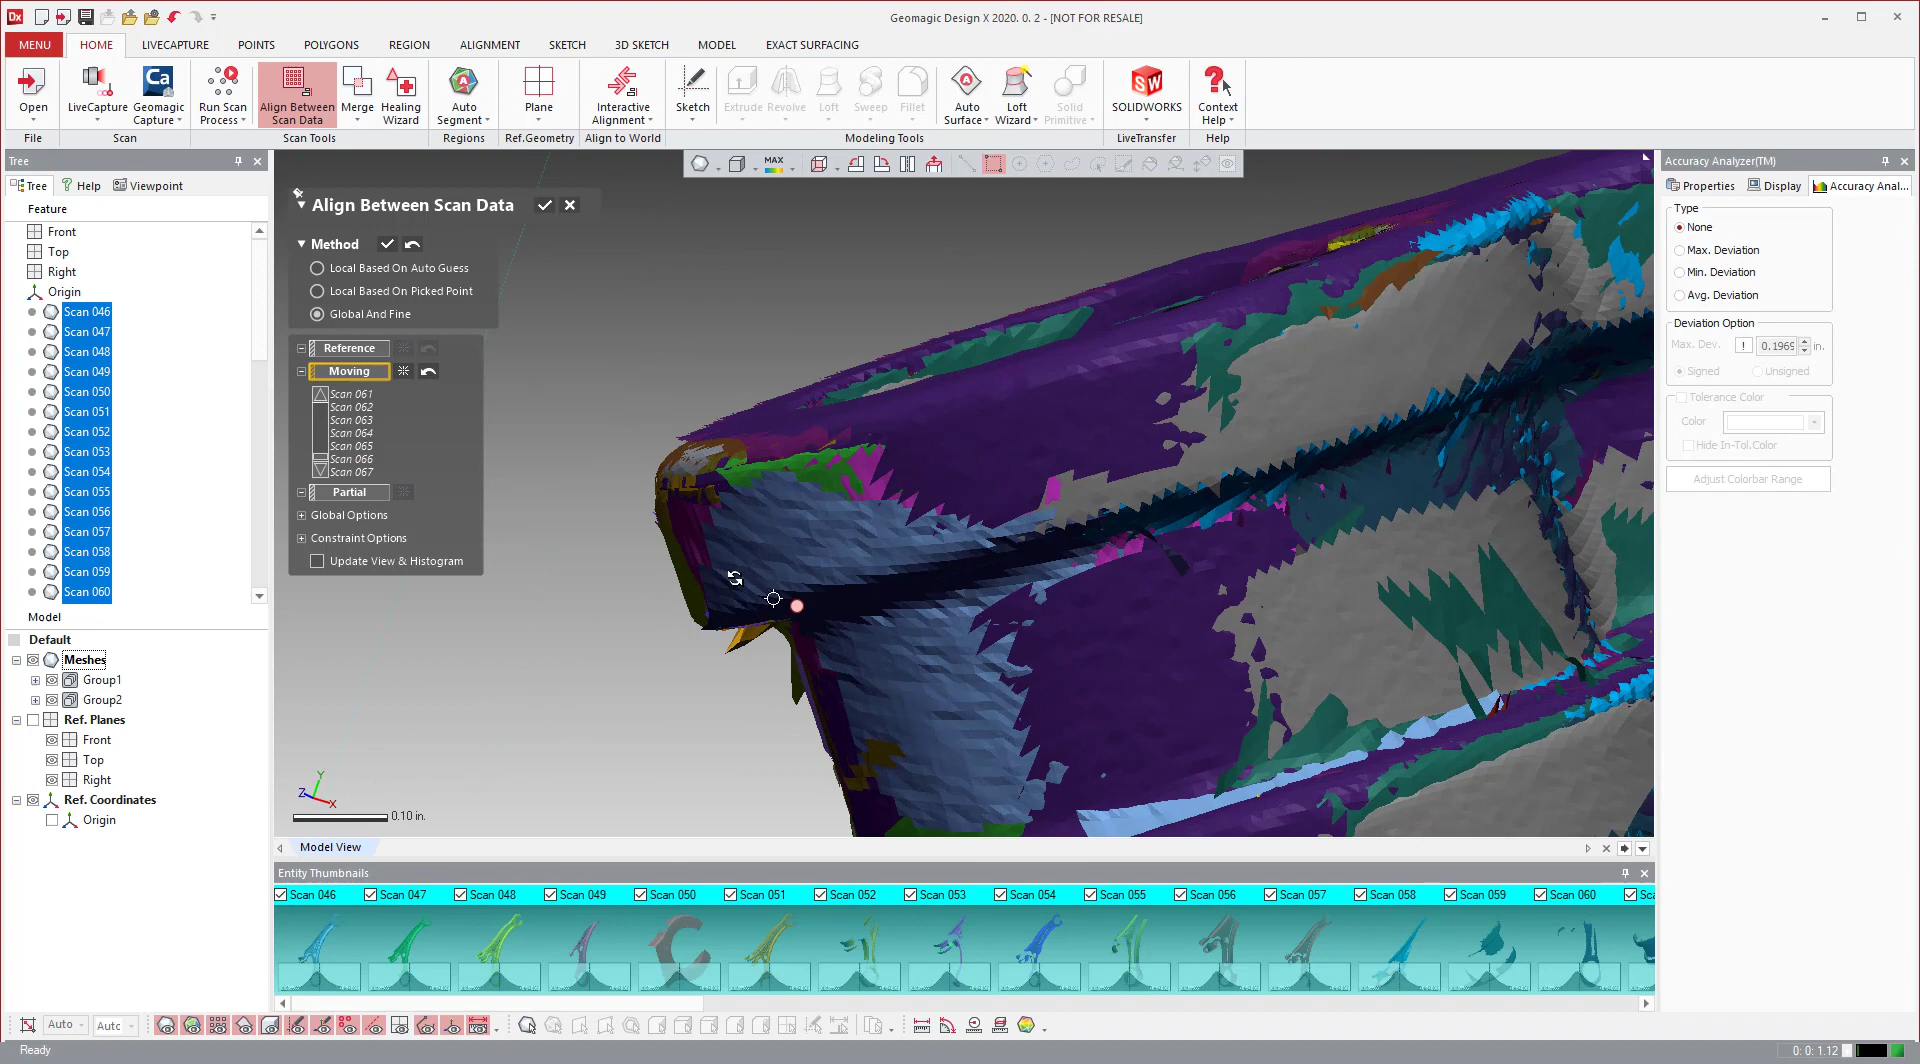 Dx
Geomagic Design X 2020. 0. 2 - [NOT FOR RESALE]
MENU HOME LIVECAPTURE POINTS POLYGONS REGION ALIGNMENT SKETCH 3D SKETCH MODEL EXACT SURFACING
Open LiveCapture Geomagic Capture Run Scan Process Align Between Scan Data Merge Healing Wizard Auto Segment Plane Interactive Alignment Sketch Extrude Revolve Loft Sweep Fillet Auto Surface Loft Wizard Solid Primitive SOLIDWORKS Context Help
File Scan Scan Tools Regions Ref.Geometry Align to World Modeling Tools LiveTransfer Help
Tree
Tree Help Viewpoint
Feature
Front
Top
Right
Origin
Scan 046
Scan 047
Scan 048
Scan 049
Scan 050
Scan 051
Scan 052
Scan 053
Scan 054
Scan 055
Scan 056
Scan 057
Scan 058
Scan 059
Scan 060
Model
Default
Meshes
Group1
Group2
Ref. Planes
Front
Top
Right
Ref. Coordinates
Origin
MAX
Align Between Scan Data
Method
Local Based On Auto Guess
Local Based On Picked Point
Global And Fine
Reference
Moving
Scan 061
Scan 062
Scan 063
Scan 064
Scan 065
Scan 066
Scan 067
Partial
Global Options
Constraint Options
Update View & Histogram
Y
Z
X
0.10 in.
Model View
Accuracy Analyzer(TM)
Properties Display Accuracy Anal...
Type
None
Max. Deviation
Min. Deviation
Avg. Deviation
Deviation Option
Max. Dev. ! 0.1969 in.
Signed Unsigned
Tolerance Color
Color
Hide In-Tol.Color
Adjust Colorbar Range
Entity Thumbnails
Scan 046 Scan 047 Scan 048 Scan 049 Scan 050 Scan 051 Scan 052 Scan 053 Scan 054 Scan 055 Scan 056 Scan 057 Scan 058 Scan 059 Scan 060 Sc
Auto Autc
Ready
0: 0: 1.12